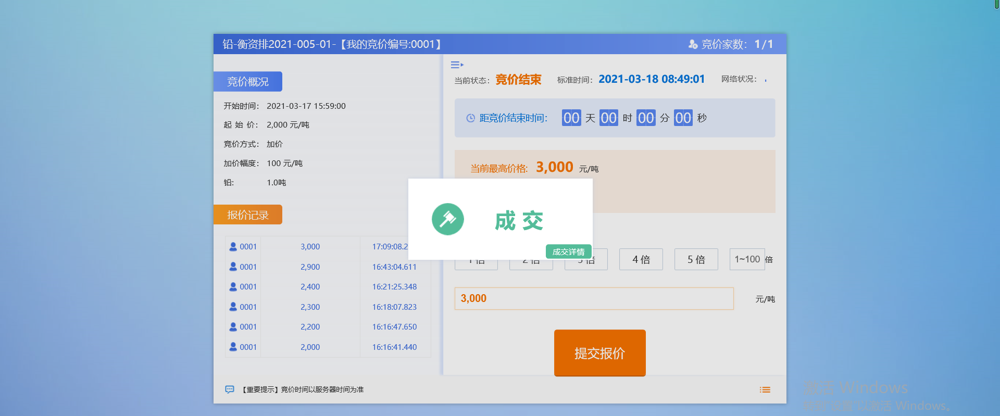 铅-衡资排2021-005-01-【我的竞价编号:0001】
竞价家数： 1/1
竞价概况
开始时间： 2021-03-17 15:59:00
起 始 价： 2,000 元/吨
竞价方式： 加价
加价幅度： 100 元/吨
铅: 1.0吨
报价记录
0001 3,000 17:09:08.2
0001 2,900 16:43:04.611
0001 2,400 16:21:25.348
0001 2,300 16:18:07.823
0001 2,200 16:16:47.650
0001 2,000 16:16:41.440
当前状态： 竞价结束 标准时间： 2021-03-18 08:49:01 网络状况：
距竞价结束时间： 00 天 00 时 00 分 00 秒
当前最高价格: 3,000 元/吨
成 交
成交详情
1 倍 2 倍 3 倍 4 倍 5 倍 1~100 倍
3,000 元/吨
提交报价
【重要提示】竞价时间以服务器时间为准
激活 Windows
转到"设置"以激活 Windows。